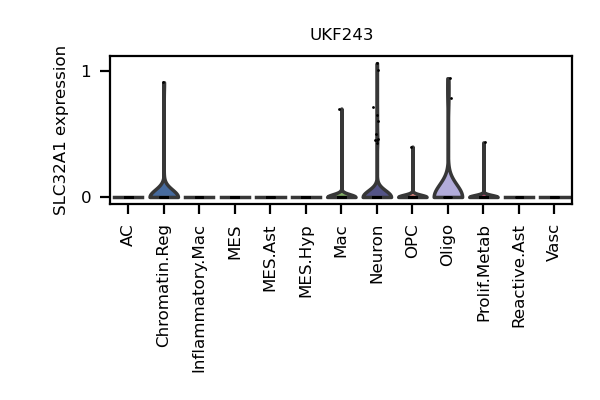 UKF243
SLC32A1 expression
1
0
AC
Chromatin.Reg
Inflammatory.Mac
MES
MES.Ast
MES.Hyp
Mac
Neuron
OPC
Oligo
Prolif.Metab
Reactive.Ast
Vasc